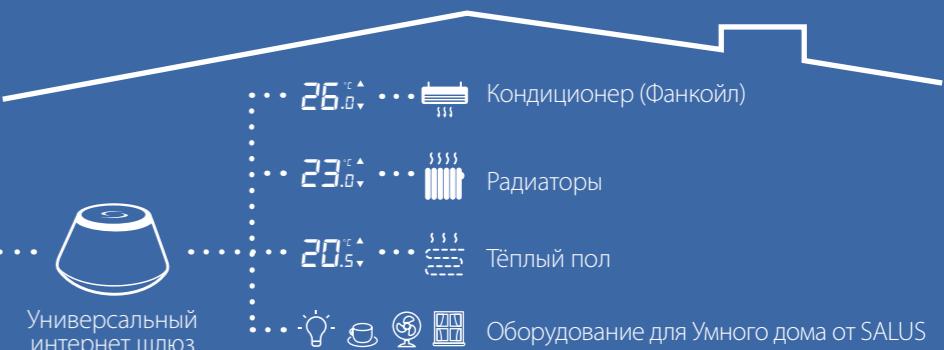 26.0 °C
Кондиционер (Фанкойл)
23.0 °C
Радиаторы
20.5 °C
Тёплый пол
Универсальный
интернет шлюз
Оборудование для Умного дома от SALUS